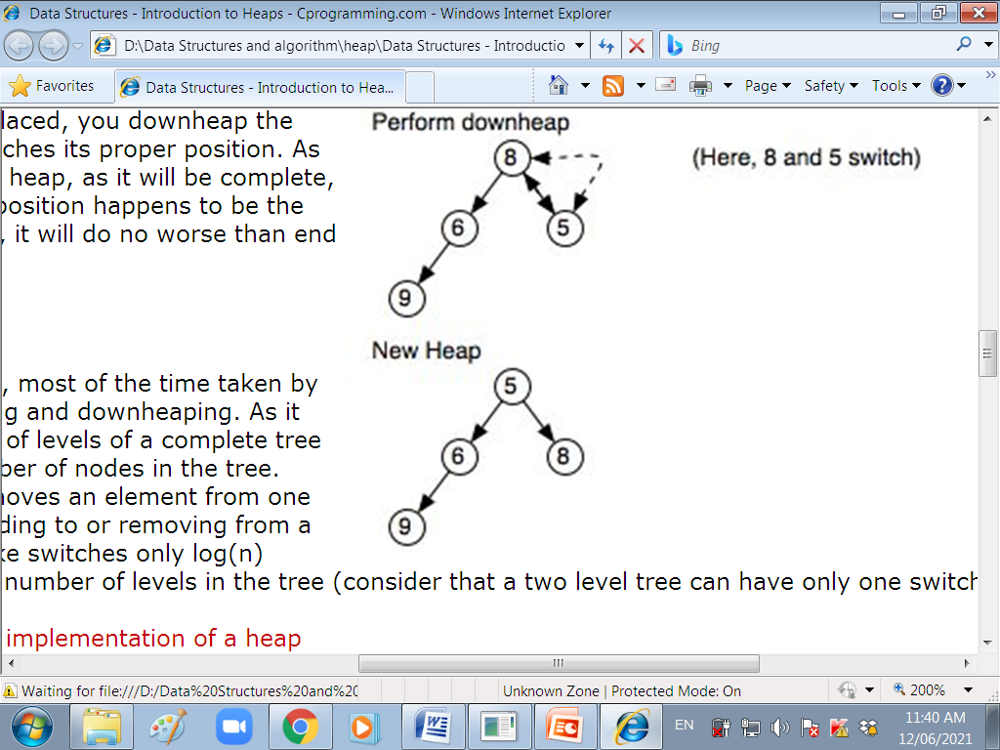 Data Structures - Introduction to Heaps - Cprogramming.com - Windows Internet Explorer
D:\Data Structures and algorithm\heap\Data Structures - Introductio
Bing
Favorites
Data Structures - Introduction to Hea...
Page
Safety
Tools
laced, you downheap the
ches its proper position. As
heap, as it will be complete,
position happens to be the
, it will do no worse than end
Perform downheap
8
(Here, 8 and 5 switch)
6
5
9
New Heap
5
6
8
9
, most of the time taken by
g and downheaping. As it
of levels of a complete tree
ber of nodes in the tree.
moves an element from one
ding to or removing from a
ke switches only log(n)
number of levels in the tree (consider that a two level tree can have only one switch
implementation of a heap
Waiting for file:///D:/Data%20Structures%20and%20
Unknown Zone | Protected Mode: On
200%
EN
11:40 AM
12/06/2021